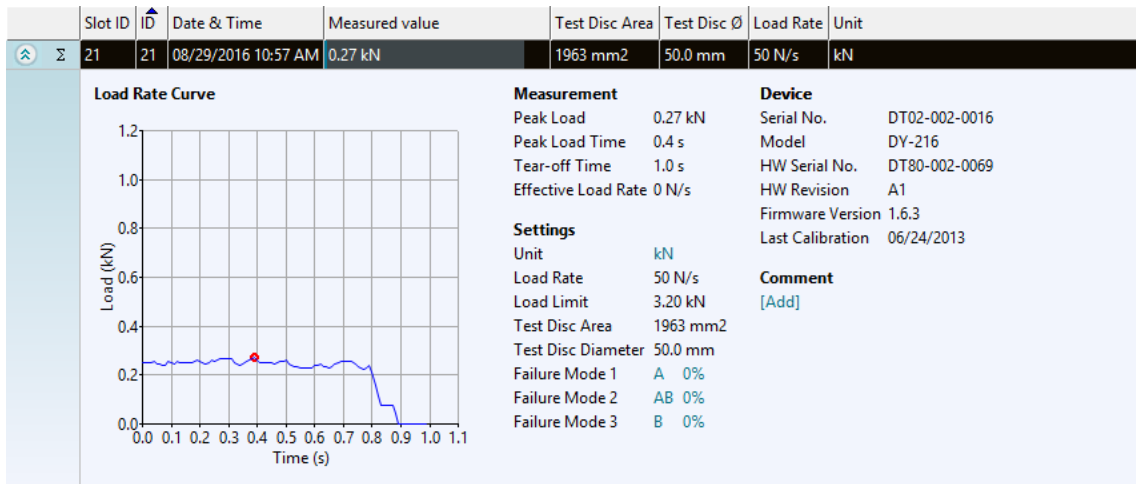 Slot ID ID Date & Time Measured value Test Disc Area Test Disc Ø Load Rate Unit
Σ 21 21 08/29/2016 10:57 AM 0.27 kN 1963 mm2 50.0 mm 50 N/s kN
Load Rate Curve
1.2
1.0
0.8
0.6
0.4
0.2
0.0
Load (kN)
0.0 0.1 0.2 0.3 0.4 0.5 0.6 0.7 0.8 0.9 1.0 1.1
Time (s)
Measurement
Peak Load 0.27 kN
Peak Load Time 0.4 s
Tear-off Time 1.0 s
Effective Load Rate 0 N/s
Settings
Unit kN
Load Rate 50 N/s
Load Limit 3.20 kN
Test Disc Area 1963 mm2
Test Disc Diameter 50.0 mm
Failure Mode 1 A 0%
Failure Mode 2 AB 0%
Failure Mode 3 B 0%
Device
Serial No. DT02-002-0016
Model DY-216
HW Serial No. DT80-002-0069
HW Revision A1
Firmware Version 1.6.3
Last Calibration 06/24/2013
Comment
[Add]